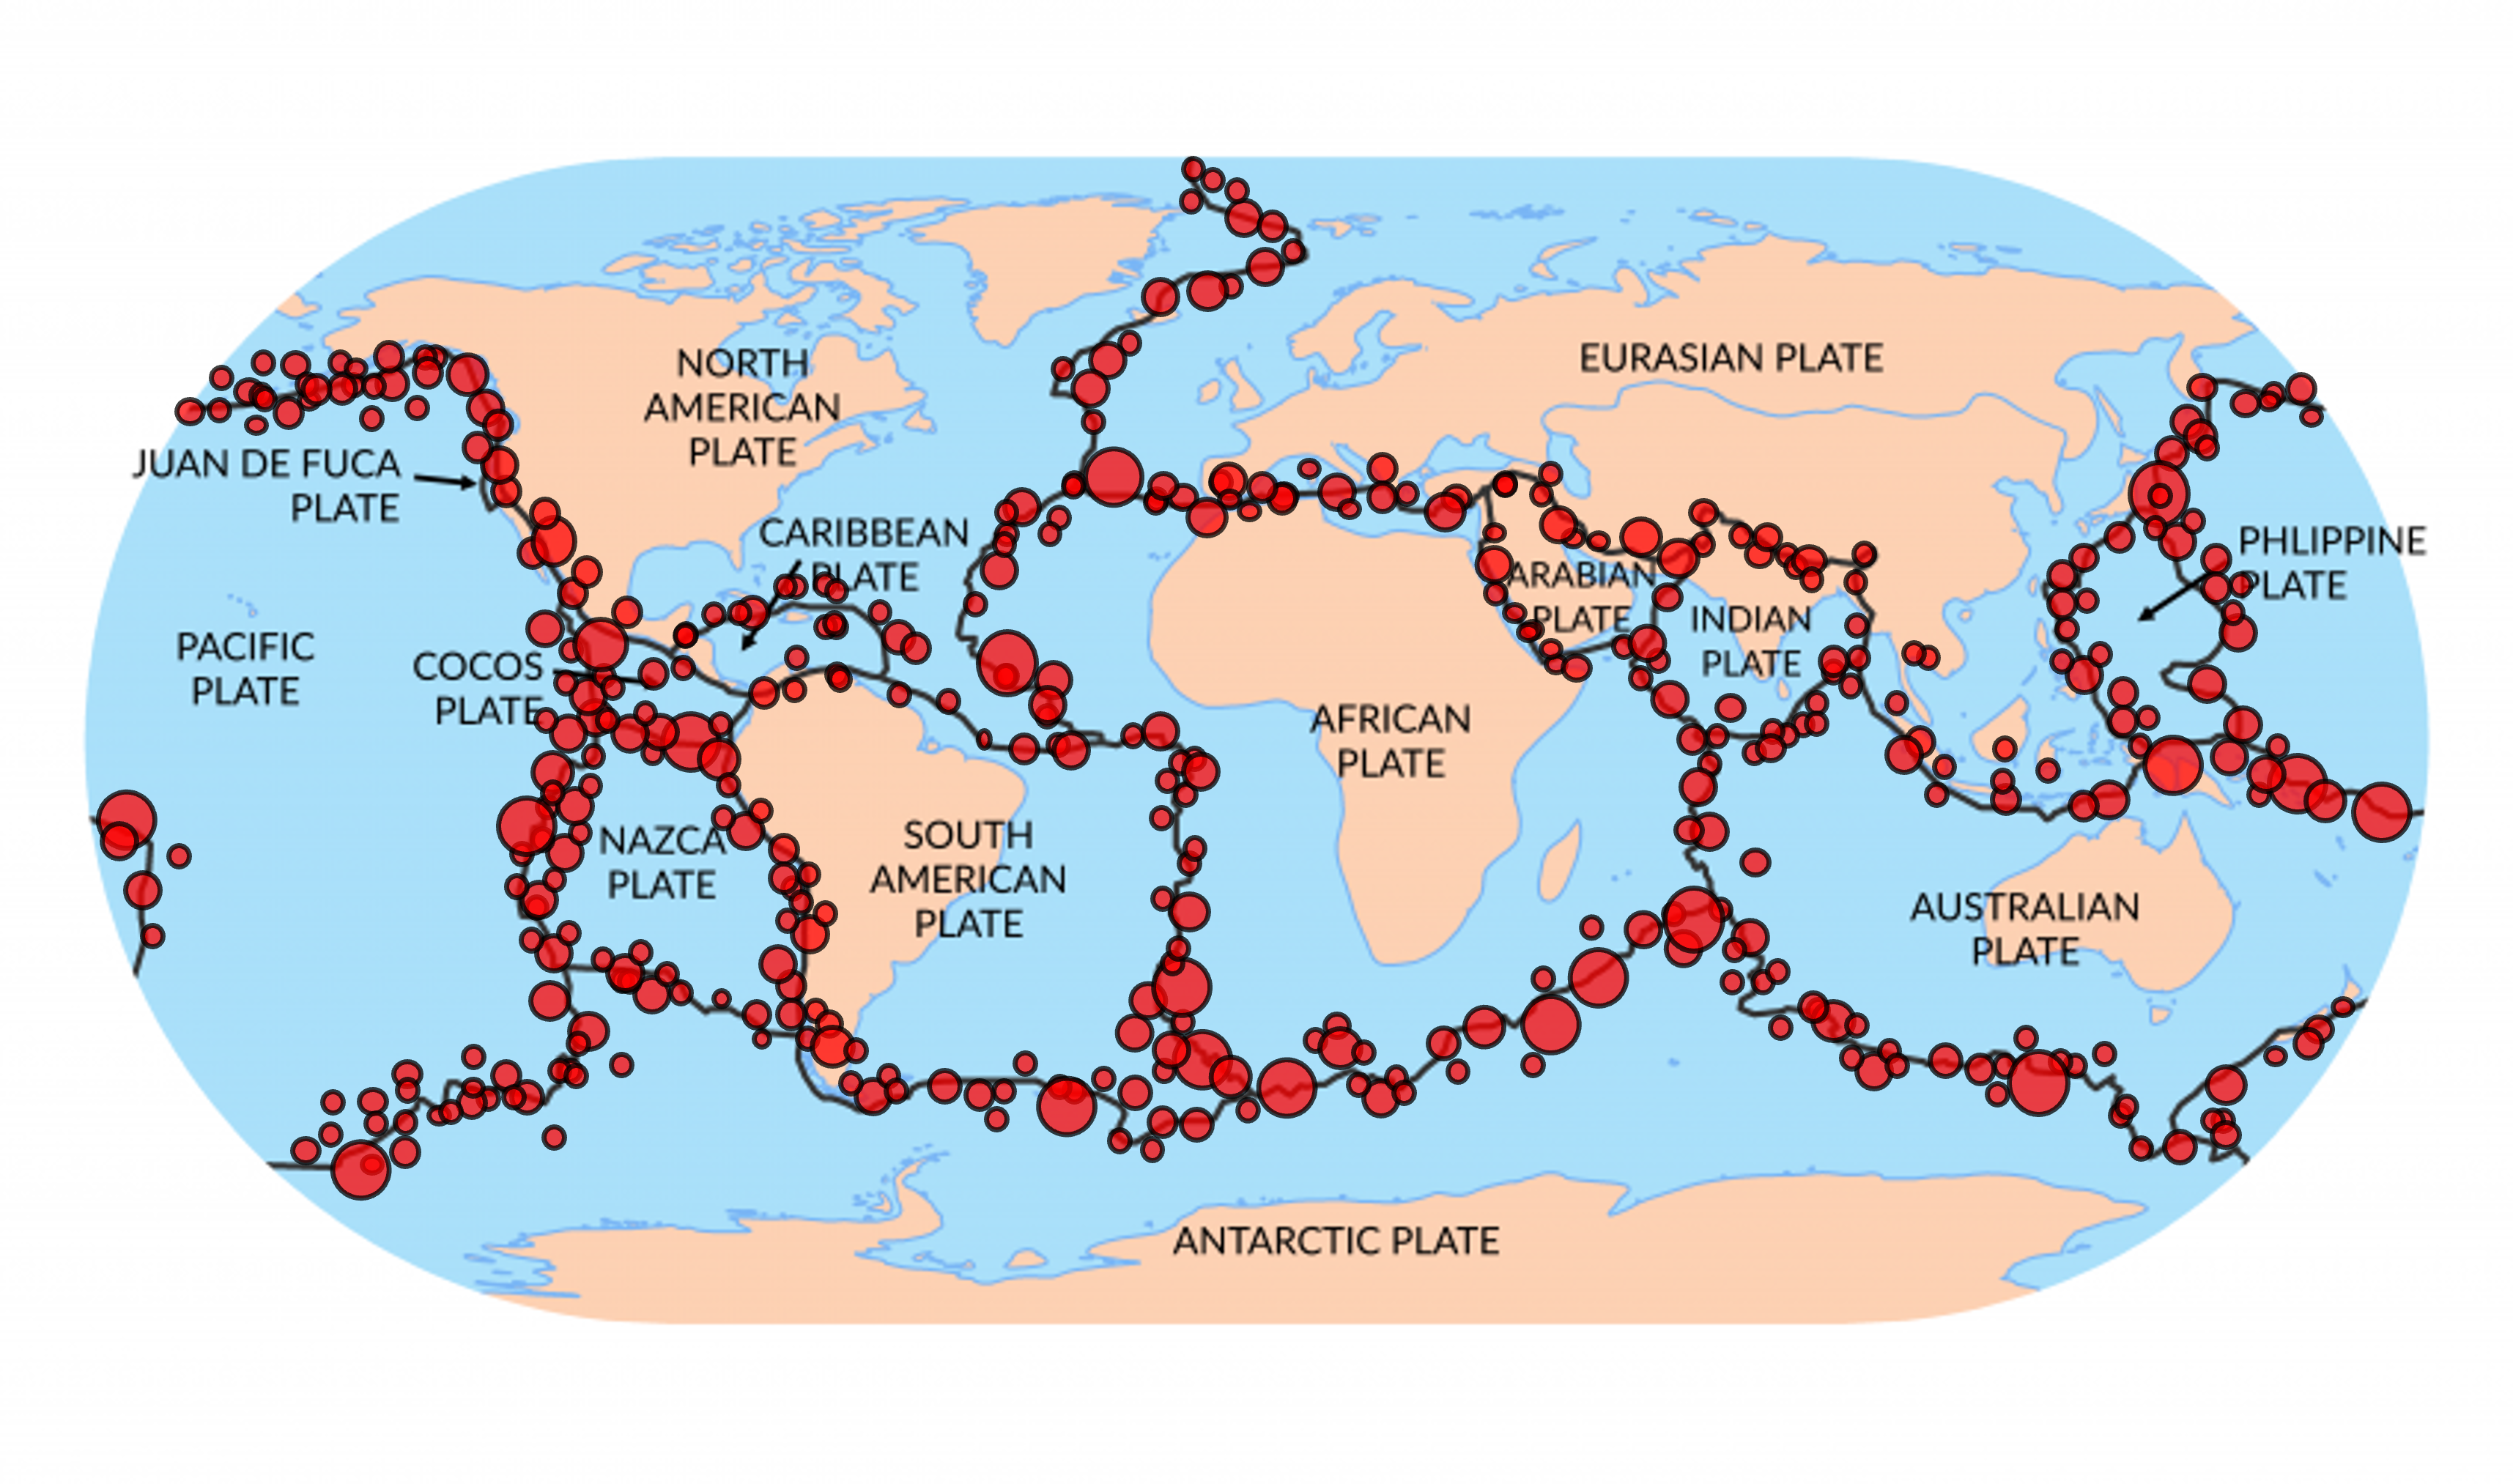 NORTH
AMERICAN
PLATE
EURASIAN PLATE
JUAN DE FUCA
PLATE
CARIBBEAN
PLATE
PHLIPPINE
PLATE
ARABIAN
PLATE
INDIAN
PLATE
PACIFIC
PLATE
COCOS
PLATE
AFRICAN
PLATE
NAZCA
PLATE
SOUTH
AMERICAN
PLATE
AUSTRALIAN
PLATE
ANTARCTIC PLATE